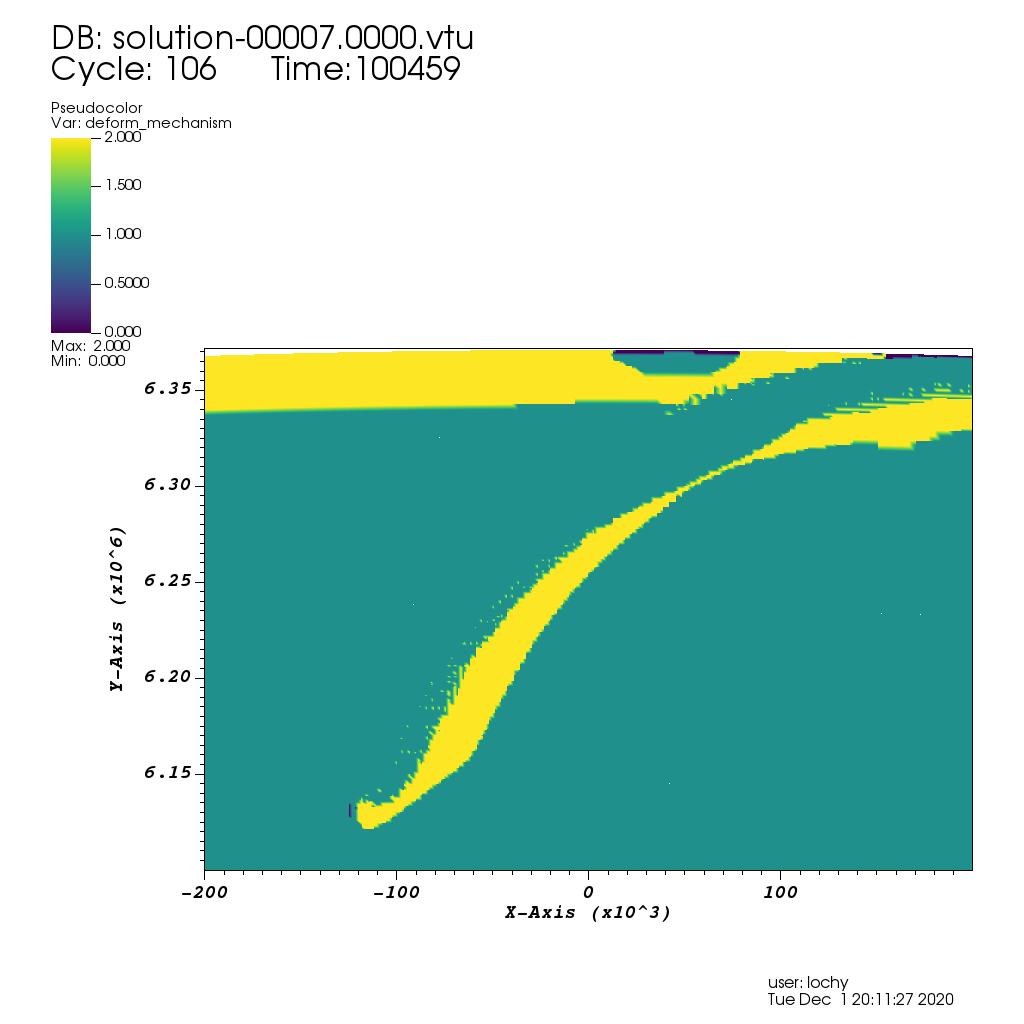 DB: solution-00007.0000.vtu
Cycle: 106 Time:100459
Pseudocolor
Var: deform_mechanism
2.000
1.500
1.000
0.5000
0.000
Max: 2.000
Min: 0.000
6.35
6.30
6.25
6.20
6.15
Y-Axis (x10^6)
-200 -100 0 100
X-Axis (x10^3)
user: lochy
Tue Dec 1 20:11:27 2020